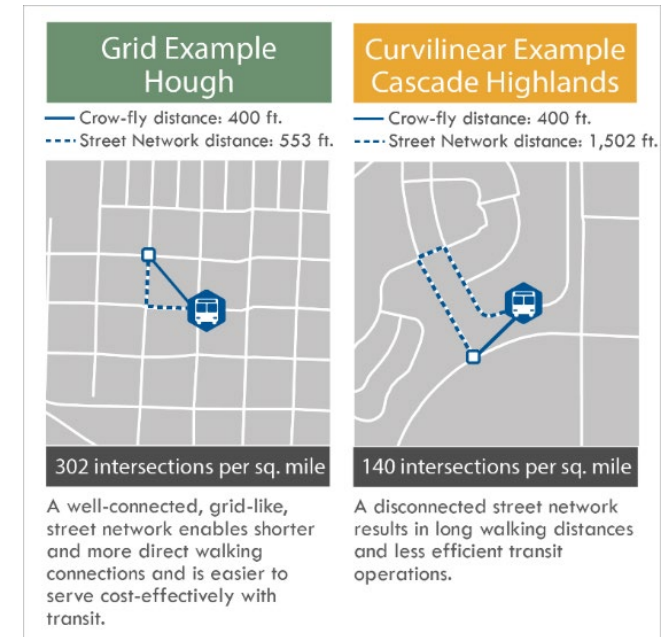 Grid Example
Hough
Crow-fly distance: 400 ft.
Street Network distance: 553 ft.
302 intersections per sq. mile
A well-connected, grid-like,
street network enables shorter
and more direct walking
connections and is easier to
serve cost-effectively with
transit.
Curvilinear Example
Cascade Highlands
Crow-fly distance: 400 ft.
Street Network distance: 1,502 ft.
140 intersections per sq. mile
A disconnected street network
results in long walking distances
and less efficient transit
operations.